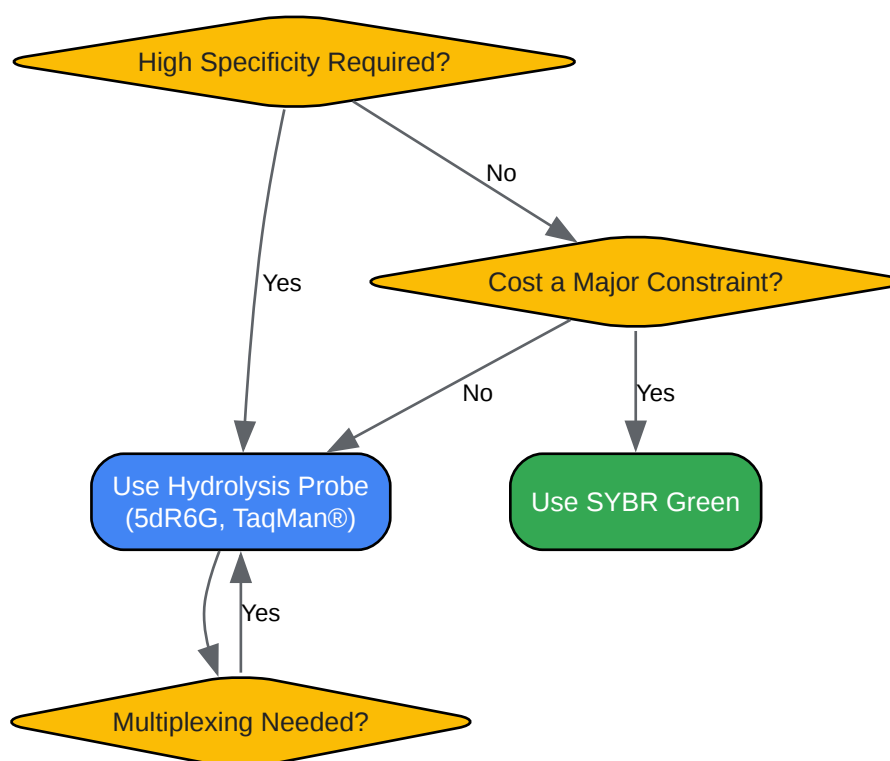 High Specificity Required?
No
Yes
Cost a Major Constraint?
No
Yes
Use Hydrolysis Probe
(5dR6G, TaqMan®)
Use SYBR Green
Yes
Multiplexing Needed?